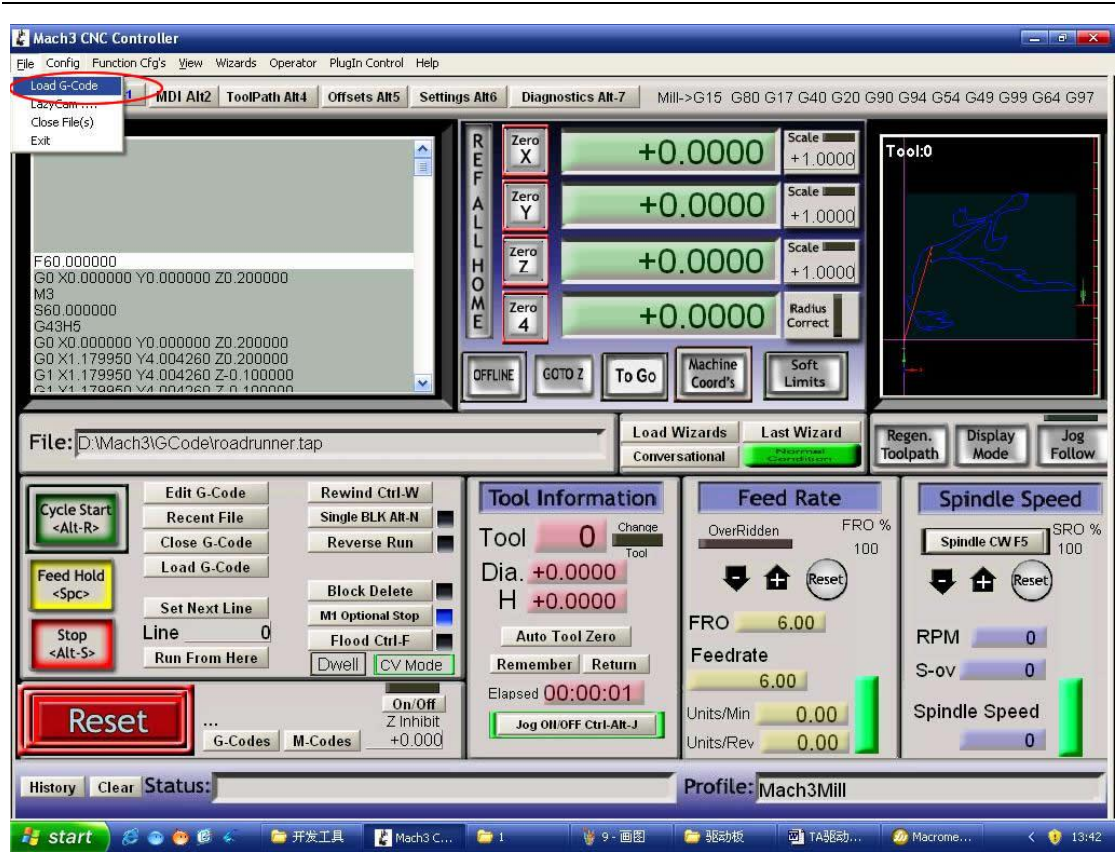 Mach3 CNC Controller
File Config Function Cfg's View Wizards Operator PlugIn Control Help
Load G-Code
LazyCam ....
Close File(s)
Exit
1 MDI Alt2 ToolPath Alt4 Offsets Alt5 Settings Alt6 Diagnostics Alt-7 Mill->G15 G80 G17 G40 G20 G90 G94 G54 G49 G99 G64 G97
F60.000000
G0 X0.000000 Y0.000000 Z0.200000
M3
S60.000000
G43H5
G0 X0.000000 Y0.000000 Z0.200000
G0 X1.179950 Y4.004260 Z0.200000
G1 X1.179950 Y4.004260 Z-0.100000
G1 X1.179950 Y4.004260 Z-0.100000
REF ALL HOME
Zero X +0.0000 Scale +1.0000
Zero Y +0.0000 Scale +1.0000
Zero Z +0.0000 Scale +1.0000
Zero 4 +0.0000 Radius Correct
OFFLINE GOTO Z To Go Machine Coord's Soft Limits
Tool:0
File: D:\Mach3\GCode\roadrunner.tap
Load Wizards Last Wizard
Conversational Normal Condition
Regen. Toolpath Display Mode Jog Follow
Cycle Start <Alt-R>
Feed Hold <Spc>
Stop <Alt-S>
Edit G-Code Rewind Ctrl-W
Recent File Single BLK Alt-N
Close G-Code Reverse Run
Load G-Code
Block Delete
Set Next Line M1 Optional Stop
Line 0 Flood Ctrl-F
Run From Here Dwell CV Mode
Reset
...
G-Codes M-Codes
On/Off
Z Inhibit
+0.000
Tool Information
Tool 0 Change Tool
Dia. +0.0000
H +0.0000
Auto Tool Zero
Remember Return
Elapsed 00:00:01
Jog ON/OFF Ctrl-Alt-J
Feed Rate
OverRidden FRO %
100
Reset
FRO 6.00
Feedrate
6.00
Units/Min 0.00
Units/Rev 0.00
Spindle Speed
Spindle CW F5 SRO %
100
Reset
RPM 0
S-ov 0
Spindle Speed
0
History Clear Status: Profile: Mach3Mill
start 开发工具 Mach3 C... 1 9 - 画图 驱动板 TA驱动... Macrome... 13:42